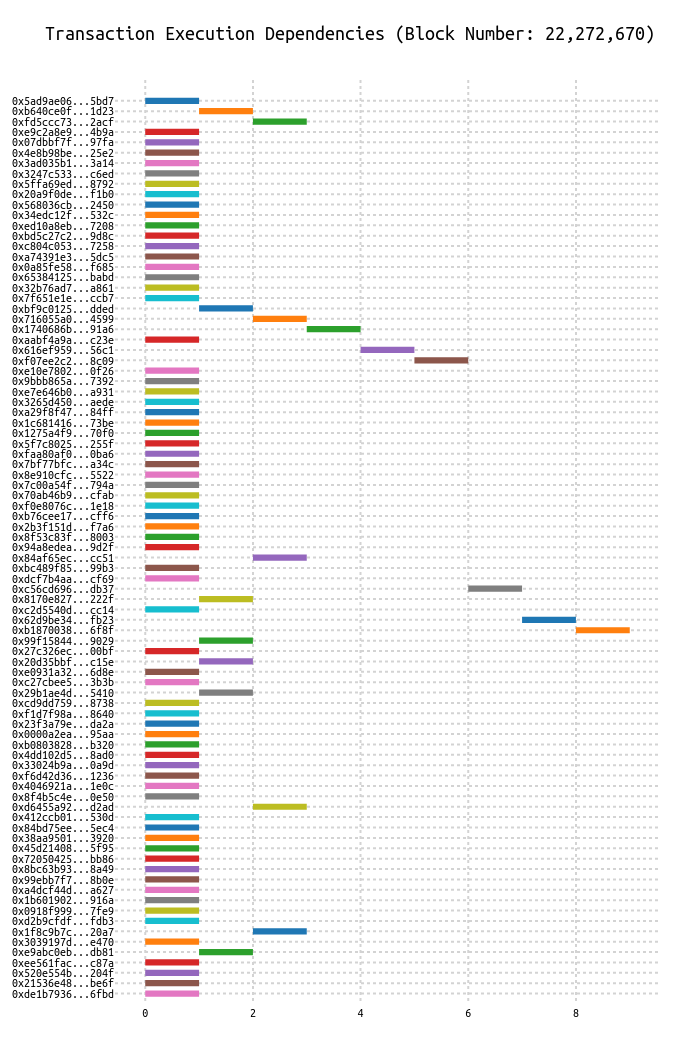 Transaction Execution Dependencies (Block Number: 22,272,670)
0x5ad9ae06...5bd7
0xb640ce0f...1d23
0xfd5ccc73...2acf
0xe9c2a8e9...4b9a
0x07dbbf7f...97fa
0x4e8b98be...25e2
0x3ad035b1...3a14
0x3247c533...c6ed
0x5ffa69ed...8792
0x20a9f0de...f1b0
0x568036cb...2450
0x34edc12f...532c
0xed10a8eb...7208
0xbd5c27c2...9d8c
0xc804c053...7258
0xa74391e3...5dc5
0x0a85fe58...f685
0x65384125...babd
0x32b76ad7...a861
0x7f651e1e...ccb7
0xbf9c0125...dded
0x716055a0...4599
0x1740686b...91a6
0xaabf4a9a...c23e
0x616ef959...56c1
0xf07ee2c2...8c09
0xe10e7802...0f26
0x9bbb865a...7392
0xe7e646b0...a931
0x3265d450...aede
0xa29f8f47...84ff
0x1c681416...73be
0x1275a4f9...70f0
0x5f7c8025...255f
0xfaa80af0...0ba6
0x7bf77bfc...a34c
0x8e910cfc...5522
0x7c00a54f...794a
0x70ab46b9...cfab
0xf0e8076c...1e18
0xb76cee17...cff6
0x2b3f151d...f7a6
0x8f53c83f...8003
0x94a8edea...9d2f
0x84af65ec...cc51
0xbc489f85...99b3
0xdcf7b4aa...cf69
0xc56cd696...db37
0x8170e827...222f
0xc2d5540d...cc14
0x62d9be34...fb23
0xb1870038...6f8f
0x99f15844...9029
0x27c326ec...00bf
0x20d35bbf...c15e
0xe0931a32...6d8e
0xc27cbee5...3b3b
0x29b1ae4d...5410
0xcd9dd759...8738
0xf1d7f98a...8640
0x23f3a79e...da2a
0x0000a2ea...95aa
0xb0803828...b320
0x4dd102d5...8ad0
0x33024b9a...0a9d
0xf6d42d36...1236
0x4046921a...1e0c
0x8f4b5c4e...0e50
0xd6455a92...d2ad
0x412ccb01...530d
0x84bd75ee...5ec4
0x38aa9501...3920
0x45d21408...5f95
0x72050425...bb86
0x8bc63b93...8a49
0x99ebb7f7...8b0e
0xa4dcf44d...a627
0x1b601902...916a
0x0918f999...7fe9
0xd2b9cfdf...fdb3
0x1f8c9b7c...20a7
0x3039197d...e470
0xe9abc0eb...db81
0xee561fac...c87a
0x520e554b...204f
0x21536e48...be6f
0xde1b7936...6fbd
0 2 4 6 8